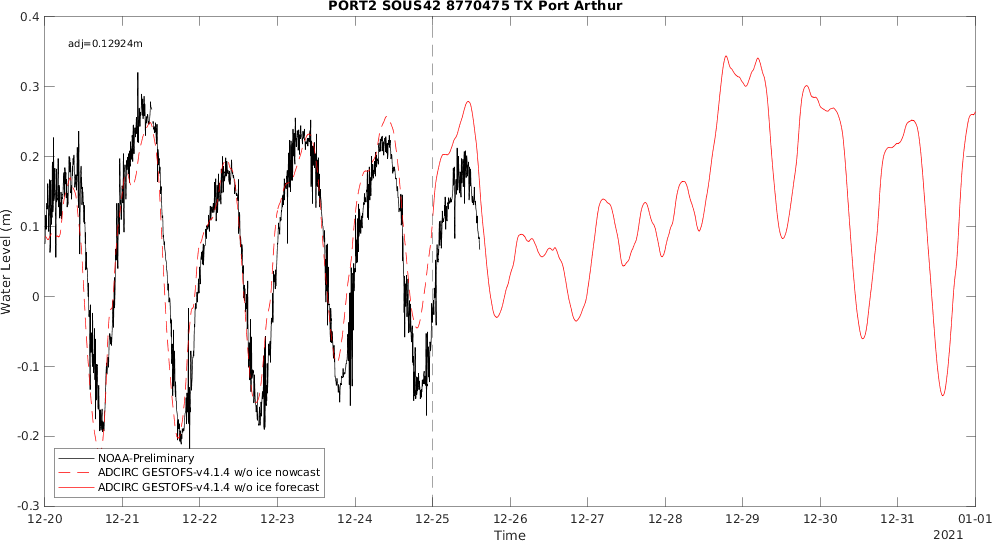 PORT2 SOUS42 8770475 TX Port Arthur
adj=0.12924m
0.4
0.3
0.2
0.1
0
-0.1
-0.2
-0.3
Water Level (m)
NOAA-Preliminary
ADCIRC GESTOFS-v4.1.4 w/o ice nowcast
ADCIRC GESTOFS-v4.1.4 w/o ice forecast
12-20 12-21 12-22 12-23 12-24 12-25 12-26 12-27 12-28 12-29 12-30 12-31 01-01
Time
2021